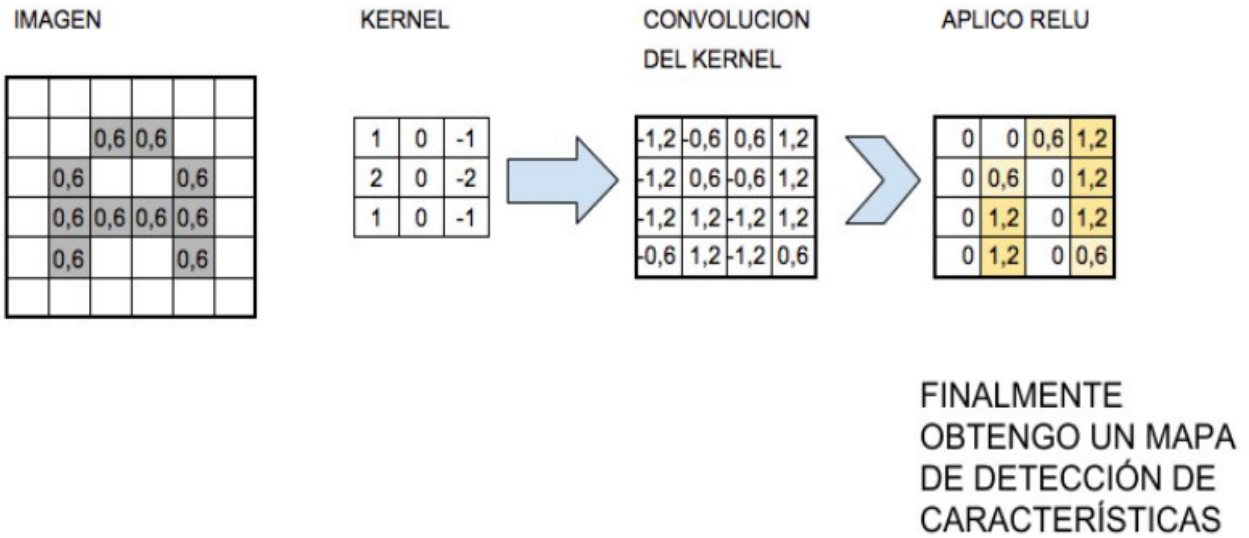 IMAGEN
KERNEL
CONVOLUCION
DEL KERNEL
APLICO RELU
0,6 0,6
0,6 0,6
0,6 0,6 0,6 0,6
0,6 0,6
1 0 -1
2 0 -2
1 0 -1
-1,2 -0,6 0,6 1,2
-1,2 0,6 -0,6 1,2
-1,2 1,2 -1,2 1,2
-0,6 1,2 -1,2 0,6
0 0 0,6 1,2
0 0,6 0 1,2
0 1,2 0 1,2
0 1,2 0 0,6
FINALMENTE
OBTENGO UN MAPA
DE DETECCIÓN DE
CARACTERÍSTICAS